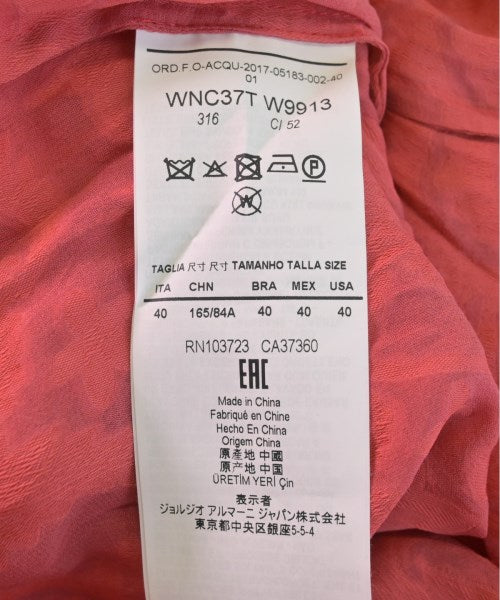 ORD.F.O-ACQU-2017-05183-002-40
01
WNC37T W9913
316 C/ 52
P
W
TAGLIA 尺寸 尺寸 TAMANHO TALLA SIZE
ITA CHN BRA MEX USA
40 165/84A 40 40 40
RN103723 CA37360
EAC
Made in China
Fabriqué en Chine
Hecho En China
Origem China
原產地 中國
原产地 中国
ÜRETİM YERİ Çin
表示者
ジョルジオ アルマーニ ジャパン株式会社
東京都中央区銀座5-5-4